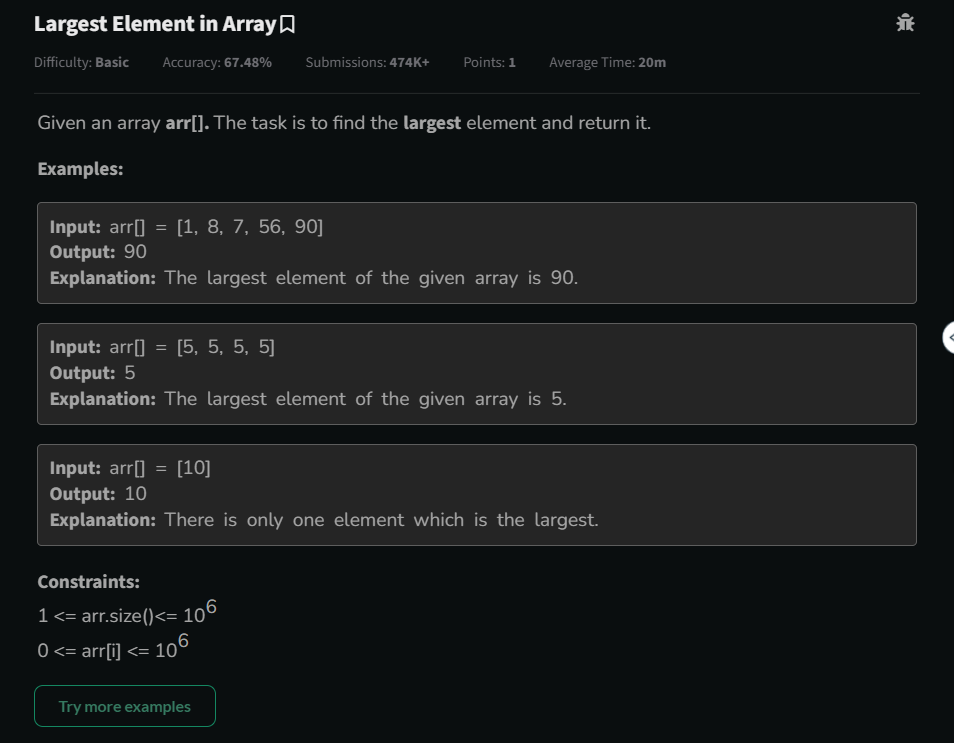 Largest Element in Array
Difficulty: Basic Accuracy: 67.48% Submissions: 474K+ Points: 1 Average Time: 20m
Given an array arr[]. The task is to find the largest element and return it.
Examples:
Input: arr[] = [1, 8, 7, 56, 90]
Output: 90
Explanation: The largest element of the given array is 90.
Input: arr[] = [5, 5, 5, 5]
Output: 5
Explanation: The largest element of the given array is 5.
Input: arr[] = [10]
Output: 10
Explanation: There is only one element which is the largest.
Constraints:
1 <= arr.size()<= 10⁶
0 <= arr[i] <= 10⁶
Try more examples